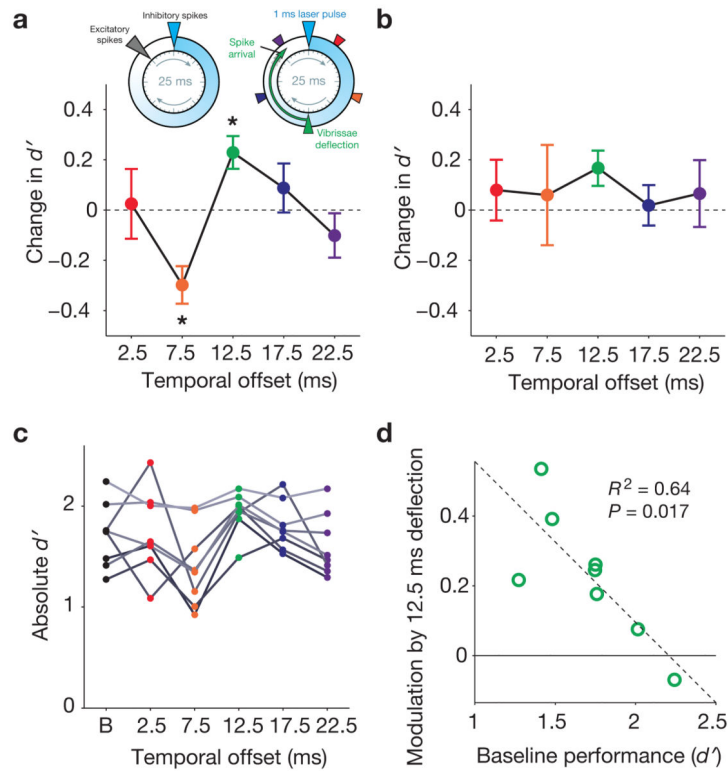 a
Excitatory spikes
Inhibitory spikes
25 ms
1 ms laser pulse
Spike arrival
25 ms
Vibrissae deflection
Change in d′
0.4
0.2
0
−0.2
−0.4
*
*
2.5 7.5 12.5 17.5 22.5
Temporal offset (ms)
b
Change in d′
0.4
0.2
0
−0.2
−0.4
2.5 7.5 12.5 17.5 22.5
Temporal offset (ms)
c
Absolute d′
2
1
0
B 2.5 7.5 12.5 17.5 22.5
Temporal offset (ms)
d
Modulation by 12.5 ms deflection
0.4
0.2
0
R² = 0.64
P = 0.017
1 1.5 2 2.5
Baseline performance (d′)